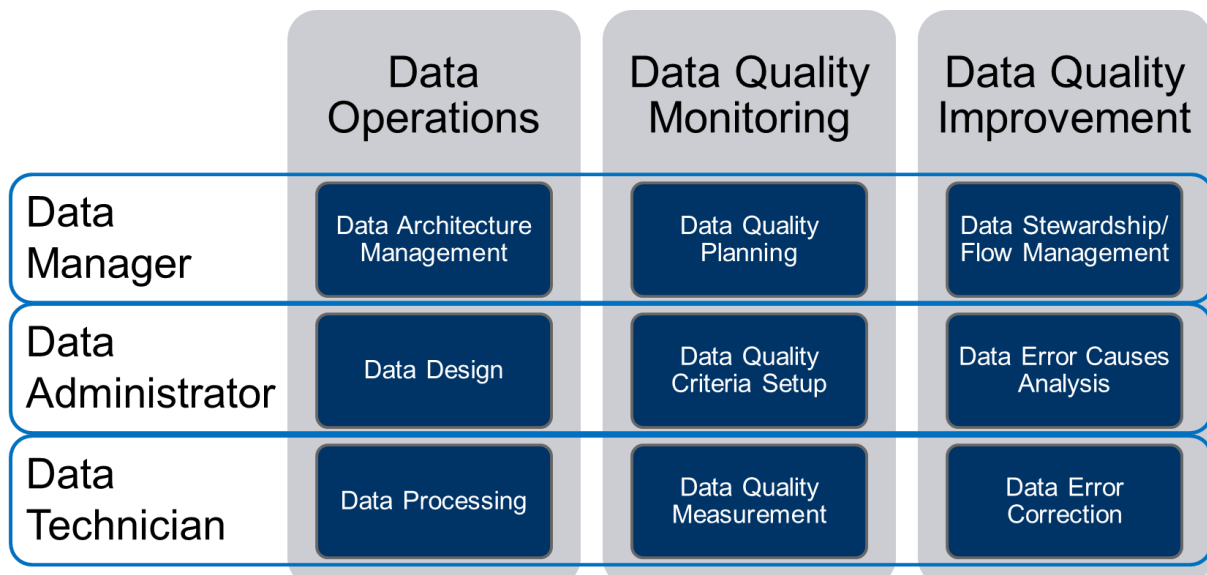 Data
Operations
Data Quality
Monitoring
Data Quality
Improvement
Data
Manager
Data Architecture
Management
Data Quality
Planning
Data Stewardship/
Flow Management
Data
Administrator
Data Design
Data Quality
Criteria Setup
Data Error Causes
Analysis
Data
Technician
Data Processing
Data Quality
Measurement
Data Error
Correction